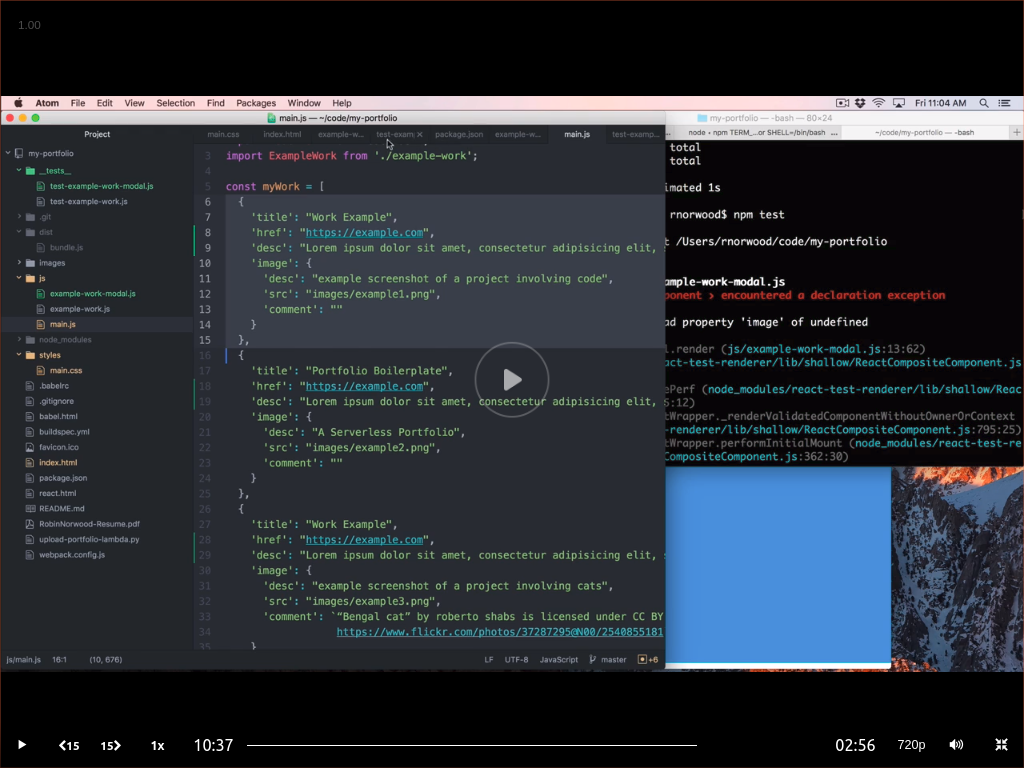 1.00
Atom File Edit View Selection Find Packages Window Help
Fri 11:04 AM
main.js — ~/code/my-portfolio
my-portfolio — -bash — 80×24
Project
main.css index.html example-w... test-exam package.json example-w... main.js test-examp...
node • npm TERM_...or SHELL=/bin/bash ... ~/code/my-portfolio — -bash +
my-portfolio
__tests__
test-example-work-modal.js
test-example-work.js
.git
dist
bundle.js
images
js
example-work-modal.js
example-work.js
main.js
node_modules
styles
main.css
.babelrc
.gitignore
babel.html
buildspec.yml
favicon.ico
index.html
package.json
react.html
README.md
RobinNorwood-Resume.pdf
upload-portfolio-lambda.py
webpack.config.js
3 import ExampleWork from './example-work';
4
5 const myWork = [
6 {
7 'title': "Work Example",
8 'href': "https://example.com",
9 'desc': "Lorem ipsum dolor sit amet, consectetur adipisicing elit,
10 'image': {
11 'desc': "example screenshot of a project involving code",
12 'src': "images/example1.png",
13 'comment': ""
14 }
15 },
16 {
17 'title': "Portfolio Boilerplate",
18 'href': "https://example.com",
19 'desc': "Lorem ipsum dolor sit amet, consectetur adipisicing elit,
20 'image': {
21 'desc': "A Serverless Portfolio",
22 'src': "images/example2.png",
23 'comment': ""
24 }
25 },
26 {
27 'title': "Work Example",
28 'href': "https://example.com",
29 'desc': "Lorem ipsum dolor sit amet, consectetur adipisicing elit,
30 'image': {
31 'desc': "example screenshot of a project involving cats",
32 'src': "images/example3.png",
33 'comment': `“Bengal cat” by roberto shabs is licensed under CC BY
34 https://www.flickr.com/photos/37287295@N00/2540855181
35 }
total
total
imated 1s
rnorwood$ npm test
t /Users/rnorwood/code/my-portfolio
ample-work-modal.js
ponent › encountered a declaration exception
ad property 'image' of undefined
l.render (js/example-work-modal.js:13:62)
act-test-renderer/lib/shallow/ReactCompositeComponent.js
ePerf (node_modules/react-test-renderer/lib/shallow/Reac
S:12)
tWrapper._renderValidatedComponentWithoutOwnerOrContext
-renderer/lib/shallow/ReactCompositeComponent.js:795:25)
tWrapper.performInitialMount (node_modules/react-test-re
CompositeComponent.js:362:30)
js/main.js 16:1 (10, 676) LF UTF-8 JavaScript master +6
15 15 1x 10:37 02:56 720p